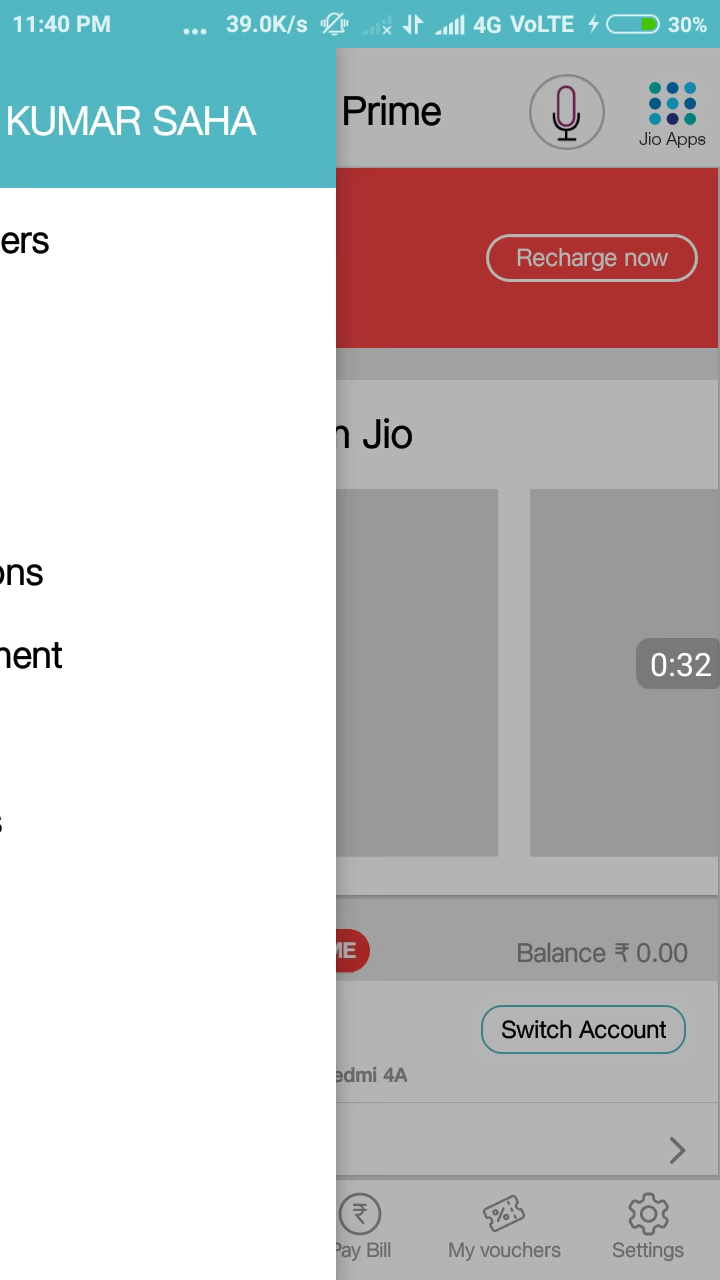 11:40 PM ... 39.0K/s 4G VoLTE 30%
KUMAR SAHA
Prime
Jio Apps
ers
Recharge now
n Jio
ons
ment
0:32
s
ME
Balance ₹ 0.00
Switch Account
edmi 4A
Pay Bill
My vouchers
Settings